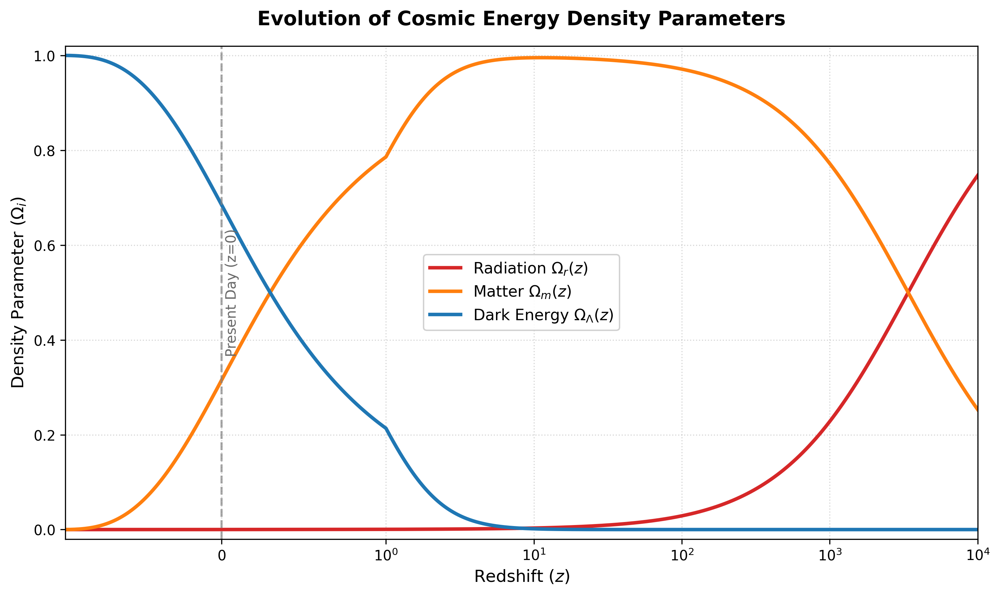 Evolution of Cosmic Energy Density Parameters
Density Parameter (Ωᵢ)
1.0
0.8
0.6
0.4
0.2
0.0
Present Day (z=0)
Radiation Ωᵣ(z)
Matter Ωₘ(z)
Dark Energy Ω_Λ(z)
0
10⁰
10¹
10²
10³
10⁴
Redshift (z)